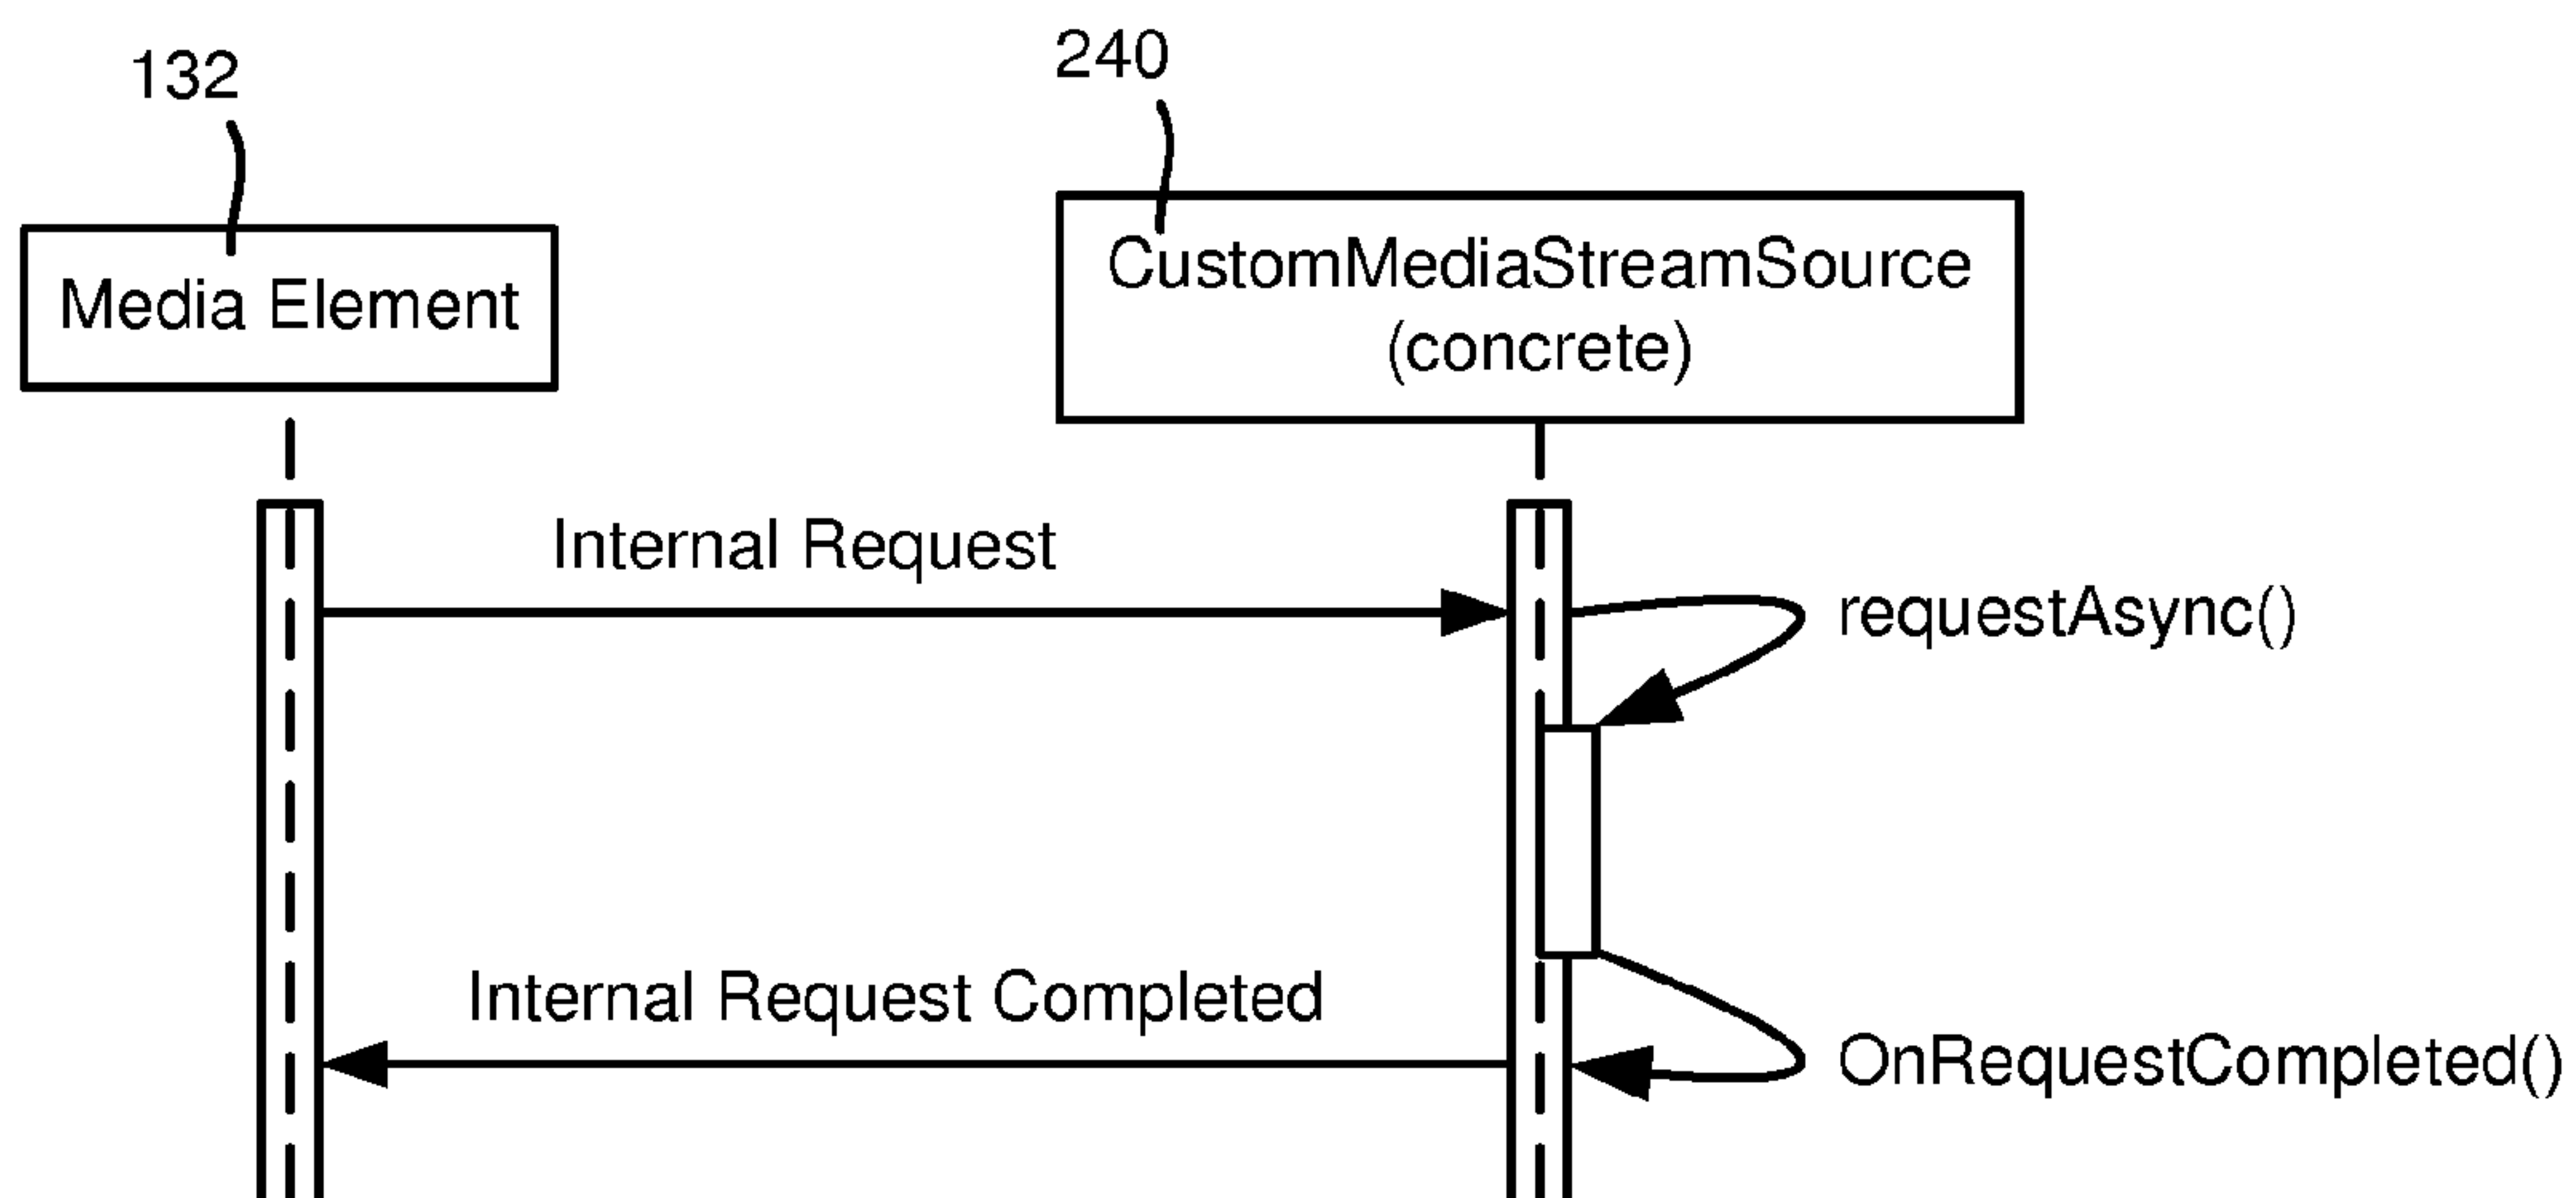 132
240
Media Element
CustomMediaStreamSource
(concrete)
Internal Request
requestAsync()
Internal Request Completed
OnRequestCompleted()